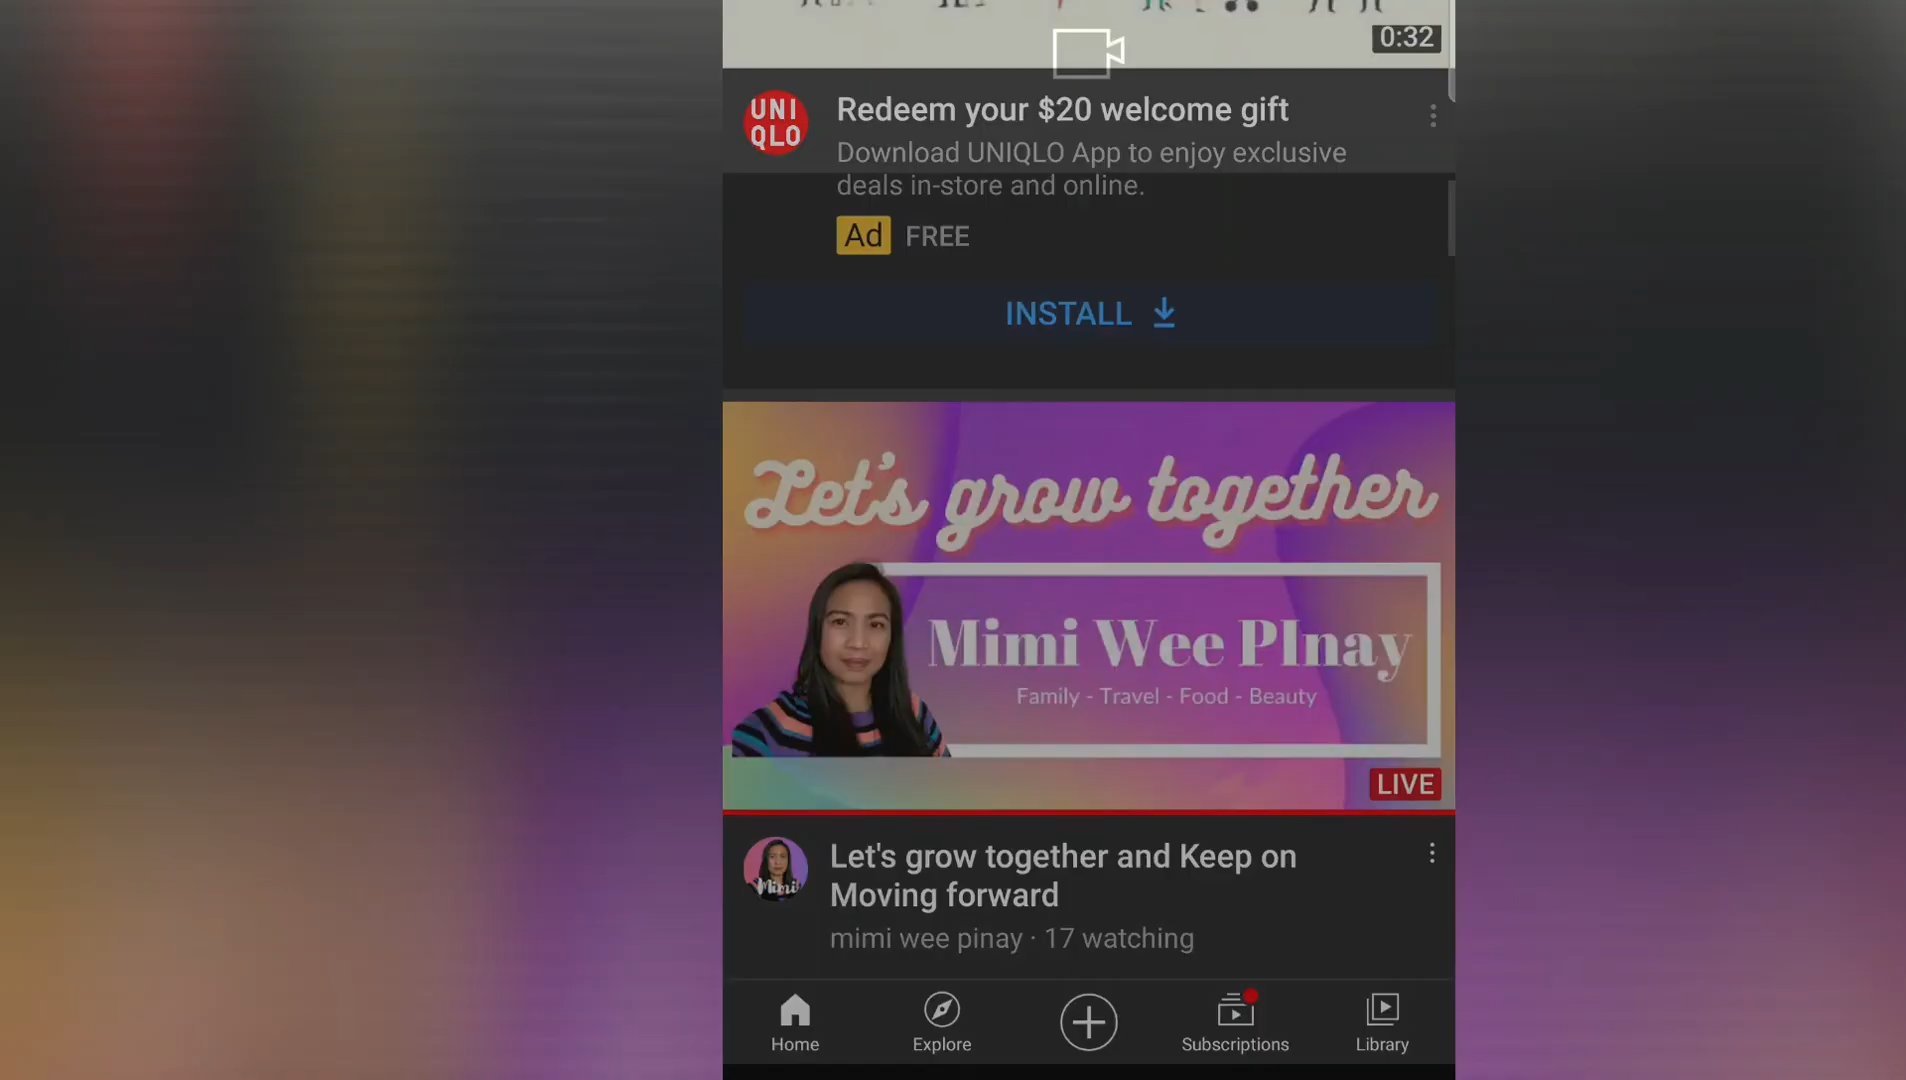 0:32
UNI
QLO
Redeem your $20 welcome gift
Download UNIQLO App to enjoy exclusive
deals in-store and online.
Ad FREE
INSTALL
Let's grow together
Mimi Wee PInay
Family - Travel - Food - Beauty
LIVE
Mimi
Let's grow together and Keep on
Moving forward
mimi wee pinay · 17 watching
Home Explore Subscriptions Library